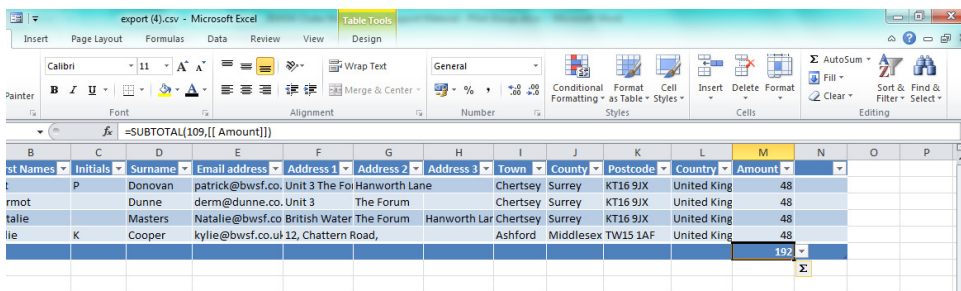 export (4).csv - Microsoft Excel
Table Tools
Insert Page Layout Formulas Data Review View Design
Calibri 11 A A Wrap Text General Σ AutoSum
Fill
Painter B I U A Merge & Center % , .0 .00 .00 .0 Conditional Format Cell Insert Delete Format Clear Sort & Find &
Formatting as Table Styles Filter Select
Font Alignment Number Styles Cells Editing
fx =SUBTOTAL(109,[[ Amount]])
B C D E F G H I J K L M N O P
rst Names Initials Surname Email address Address 1 Address 2 Address 3 Town County Postcode Country Amount
t P Donovan patrick@bwsf.co. Unit 3 The For Hanworth Lane Chertsey Surrey KT16 9JX United King 48
rmot Dunne derm@dunne.co. Unit 3 The Forum Chertsey Surrey KT16 9JX United King 48
talie Masters Natalie@bwsf.co British Water The Forum Hanworth Lar Chertsey Surrey KT16 9JX United King 48
lie K Cooper kylie@bwsf.co.uk 12, Chattern Road, Ashford Middlesex TW15 1AF United King 48
192
Σ